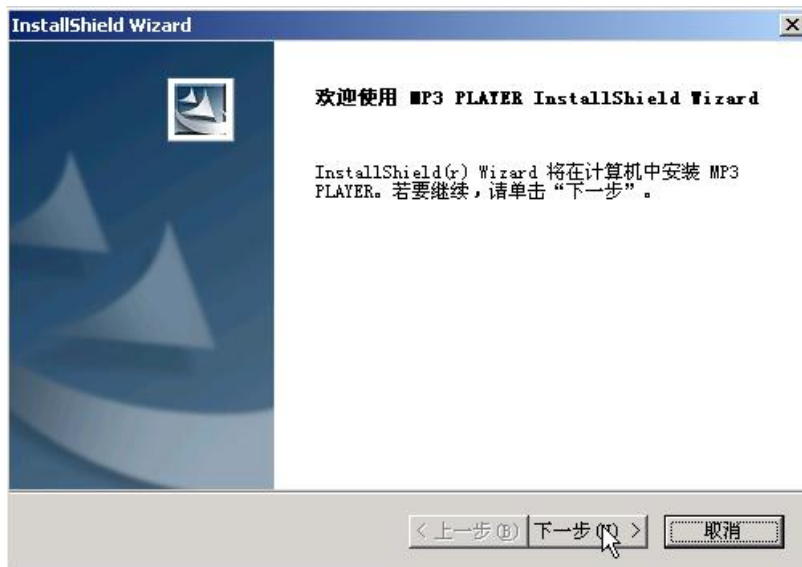 InstallShield Wizard
欢迎使用 MP3 PLAYER InstallShield Wizard
InstallShield(r) Wizard 将在计算机中安装 MP3
PLAYER。若要继续，请单击“下一步”。
< 上一步(B)
下一步(N) >
取消